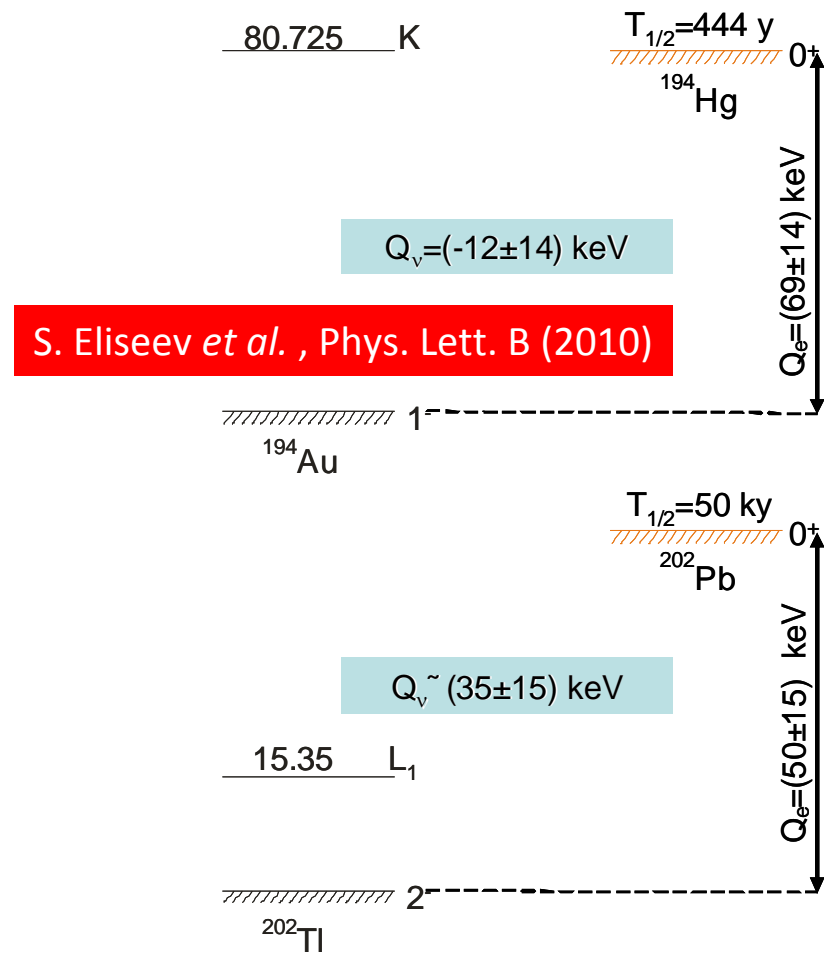 T₁/₂=444 y
80.725 K
0⁺
¹⁹⁴Hg
Qₑ=(69±14) keV
Qᵥ=(-12±14) keV
S. Eliseev et al. , Phys. Lett. B (2010)
1⁻
¹⁹⁴Au
T₁/₂=50 ky
0⁺
²⁰²Pb
Qₑ=(50±15) keV
Qᵥ~ (35±15) keV
15.35 L₁
2⁻
²⁰²Tl